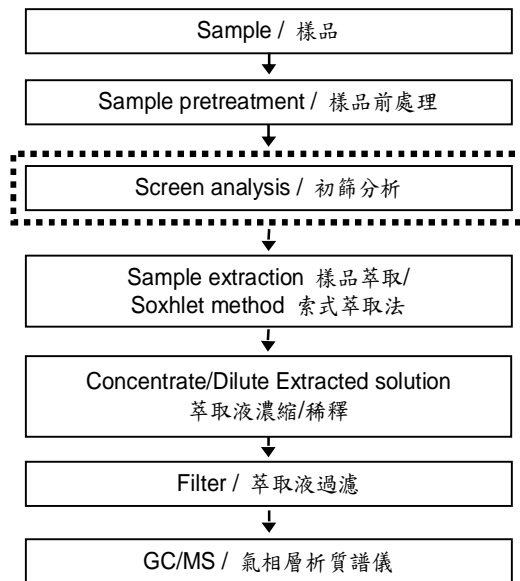 Sample / 樣品
Sample pretreatment / 樣品前處理
Screen analysis / 初篩分析
Sample extraction 樣品萃取/
Soxhlet method 索式萃取法
Concentrate/Dilute Extracted solution
萃取液濃縮/稀釋
Filter / 萃取液過濾
GC/MS / 氣相層析質譜儀